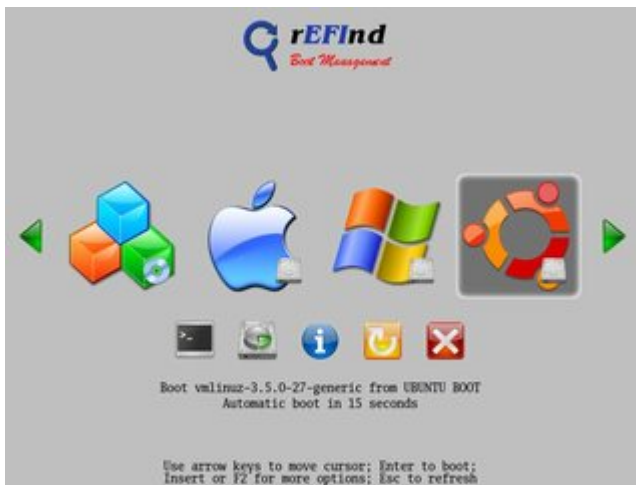 rEFInd
Boot Management
Boot vmlinuz-3.5.0-27-generic from UBUNTU BOOT
Automatic boot in 15 seconds
Use arrow keys to move cursor; Enter to boot;
Insert or F2 for more options; Esc to refresh